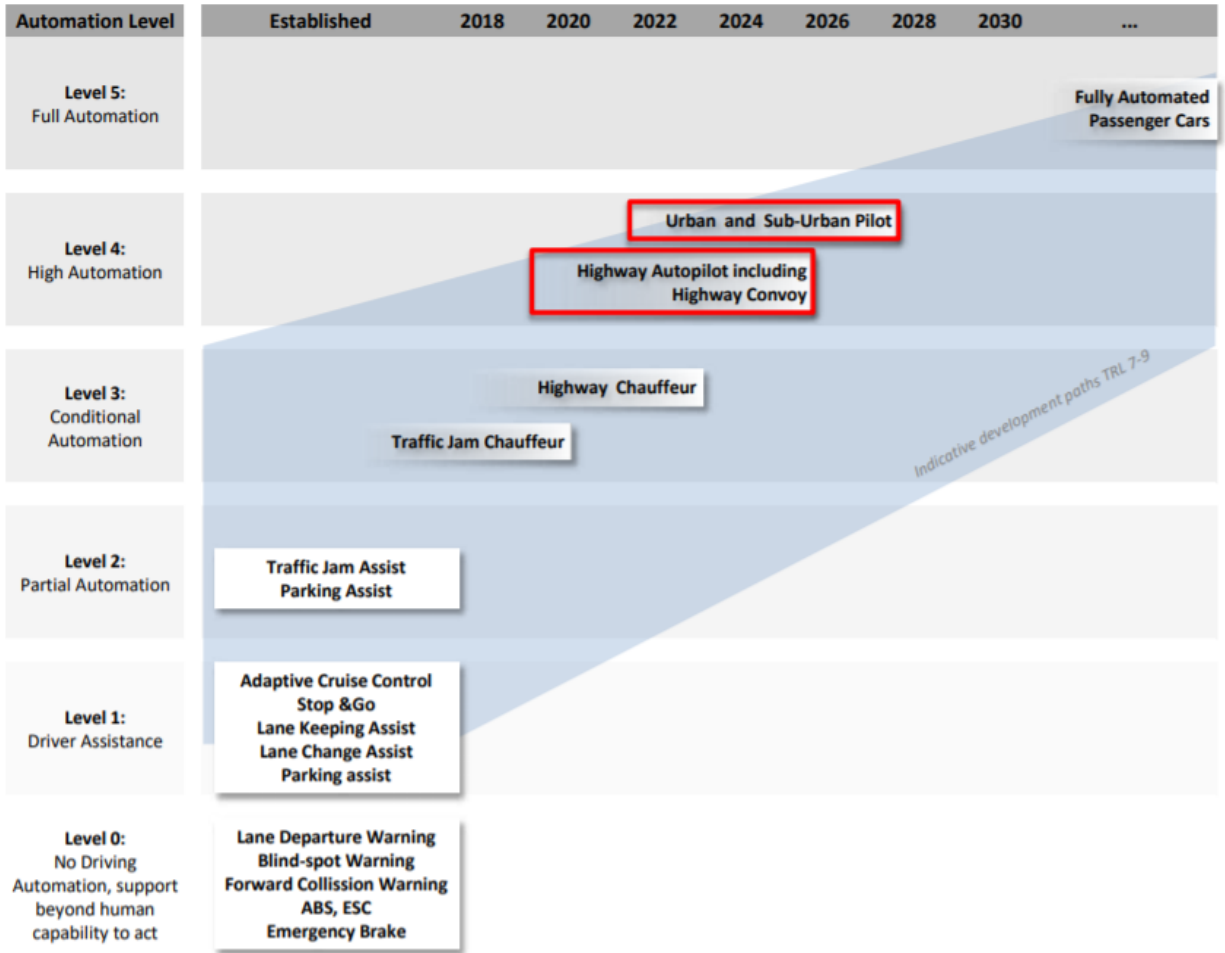 Automation Level Established 2018 2020 2022 2024 2026 2028 2030 ...
Level 5:
Full Automation
Fully Automated
Passenger Cars
Level 4:
High Automation
Urban and Sub-Urban Pilot
Highway Autopilot including
Highway Convoy
Level 3:
Conditional
Automation
Highway Chauffeur
Traffic Jam Chauffeur
Indicative development paths TRL 7-9
Level 2:
Partial Automation
Traffic Jam Assist
Parking Assist
Level 1:
Driver Assistance
Adaptive Cruise Control
Stop &Go
Lane Keeping Assist
Lane Change Assist
Parking assist
Level 0:
No Driving
Automation, support
beyond human
capability to act
Lane Departure Warning
Blind-spot Warning
Forward Collission Warning
ABS, ESC
Emergency Brake